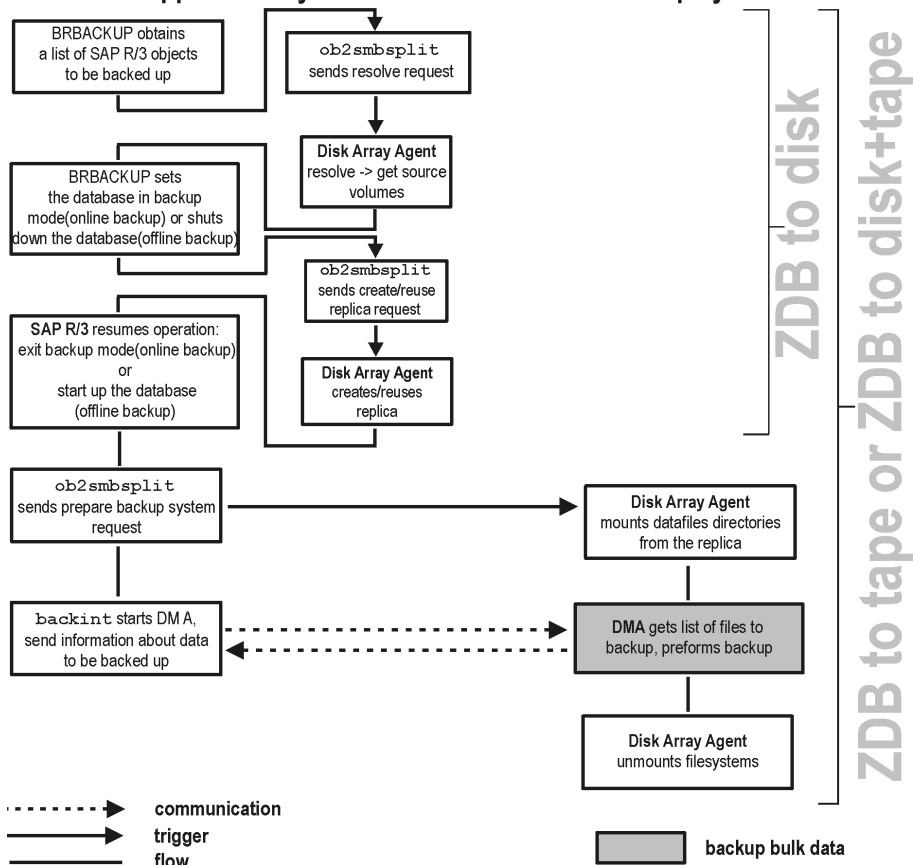 BRBACKUP obtains
a list of SAP R/3 objects
to be backed up
ob2smbsplit
sends resolve request
Disk Array Agent
resolve -> get source
volumes
BRBACKUP sets
the database in backup
mode(online backup) or shuts
down the database(offline backup)
ob2smbsplit
sends create/reuse
replica request
SAP R/3 resumes operation:
exit backup mode(online backup)
or
start up the database
(offline backup)
Disk Array Agent
creates/reuses
replica
ob2smbsplit
sends prepare backup system
request
Disk Array Agent
mounts datafiles directories
from the replica
backint starts DM A,
send information about data
to be backed up
DMA gets list of files to
backup, preforms backup
Disk Array Agent
unmounts filesystems
ZDB to disk
ZDB to tape or ZDB to disk+tape
communication
trigger
flow
backup bulk data